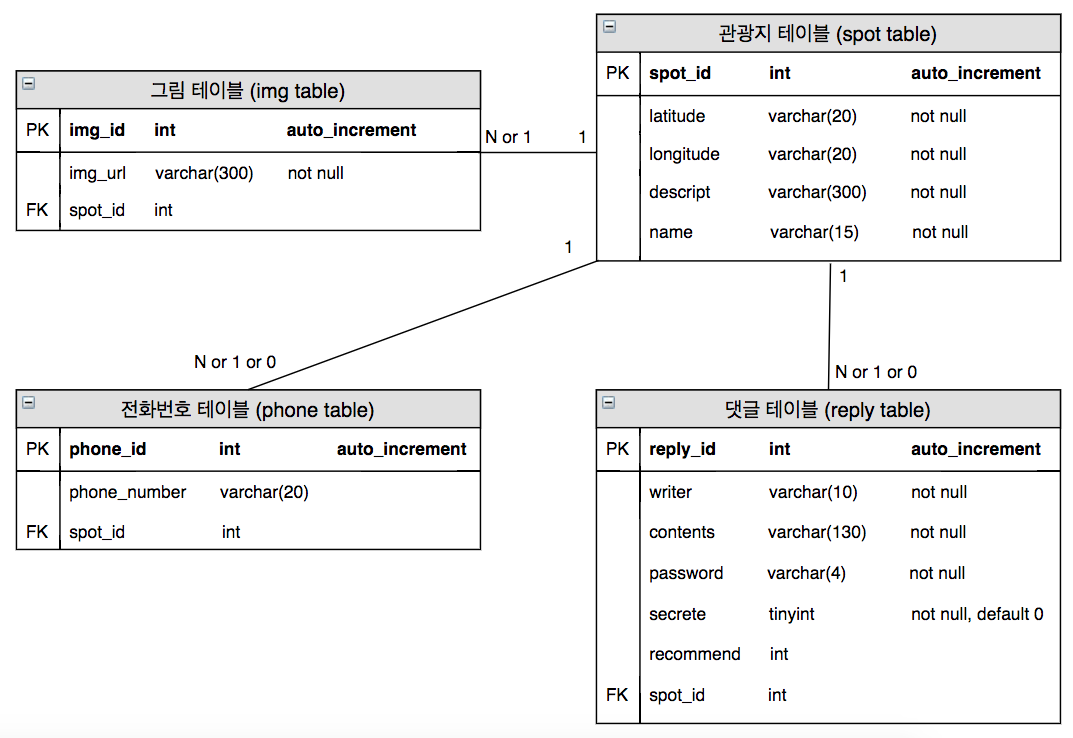 그림 테이블 (img table)
PK img_id int auto_increment
img_url varchar(300) not null
FK spot_id int
N or 1 1
관광지 테이블 (spot table)
PK spot_id int auto_increment
latitude varchar(20) not null
longitude varchar(20) not null
descript varchar(300) not null
name varchar(15) not null
1
N or 1 or 0
1
N or 1 or 0
전화번호 테이블 (phone table)
PK phone_id int auto_increment
phone_number varchar(20)
FK spot_id int
댓글 테이블 (reply table)
PK reply_id int auto_increment
writer varchar(10) not null
contents varchar(130) not null
password varchar(4) not null
secrete tinyint not null, default 0
recommend int
FK spot_id int